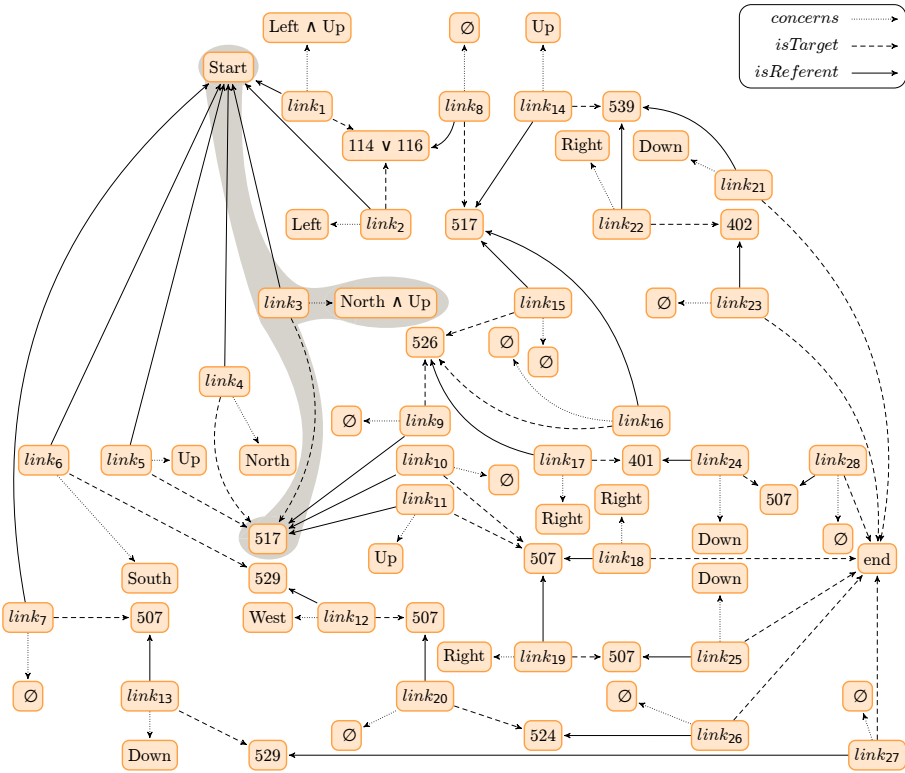 Left ∧ Up
∅
Up
concerns
isTarget
isReferent
Start
link1
link8
link14
539
114 ∨ 116
Right
Down
link21
Left
link2
517
link22
402
link3
North ∧ Up
link15
∅
link23
526
∅
∅
link4
∅
link9
link16
link6
link5
Up
North
link10
link17
401
link24
link28
∅
link11
Right
507
Right
517
Up
Down
∅
507
link18
end
South
529
Down
link7
507
West
link12
507
Right
link19
507
link25
∅
link13
link20
∅
∅
∅
524
link26
Down
529
link27